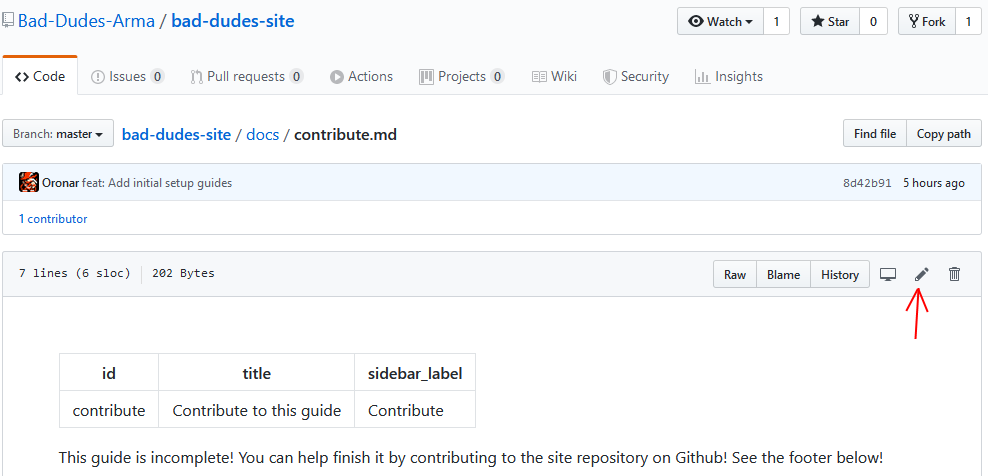 Bad-Dudes-Arma / bad-dudes-site
Watch 1 Star 0 Fork 1
Code Issues 0 Pull requests 0 Actions Projects 0 Wiki Security Insights
Branch: master bad-dudes-site / docs / contribute.md Find file Copy path
Oronar feat: Add initial setup guides 8d42b91 5 hours ago
1 contributor
7 lines (6 sloc) 202 Bytes Raw Blame History
id title sidebar_label
contribute Contribute to this guide Contribute
This guide is incomplete! You can help finish it by contributing to the site repository on Github! See the footer below!